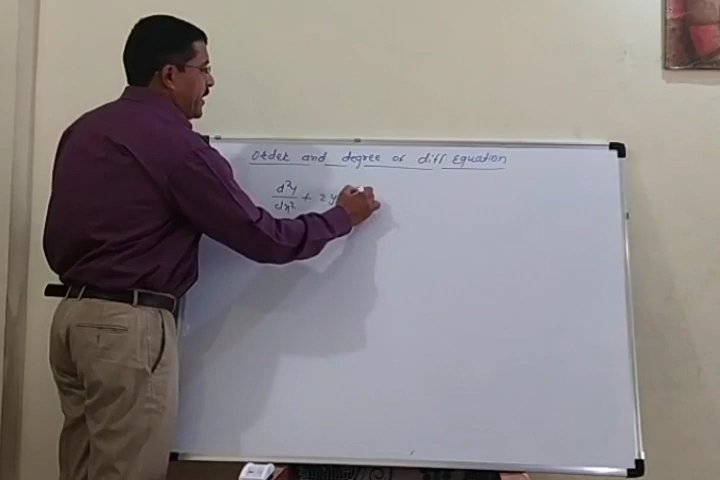 Order and degree of diff Equation
d²y/dx² + 2y